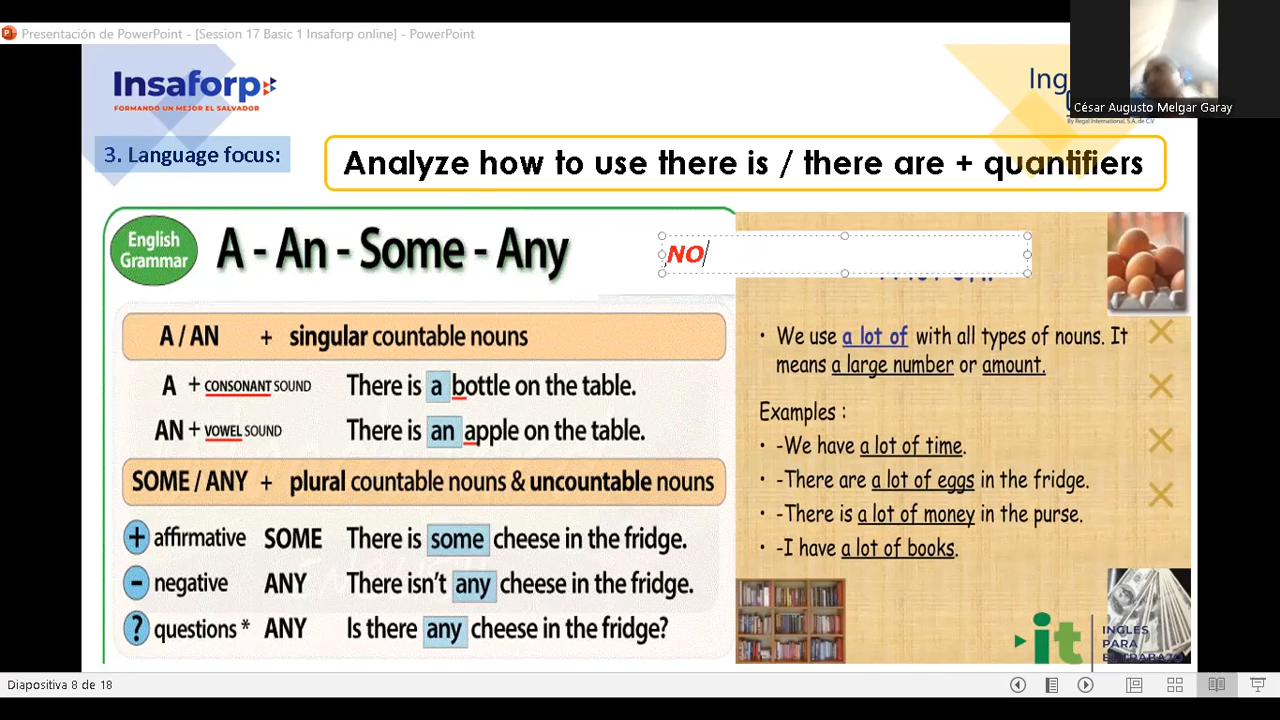 Presentación de PowerPoint - [Session 17 Basic 1 Insaforp online] - PowerPoint
Insaforp
FORMANDO UN MEJOR EL SALVADOR
Ing
By Regal International, S.A. de C.V
César Augusto Melgar Garay
3. Language focus:
Analyze how to use there is / there are + quantifiers
English
Grammar
A - An - Some - Any
NO
A / AN + singular countable nouns
A + CONSONANT SOUND There is a bottle on the table.
AN + VOWEL SOUND There is an apple on the table.
SOME / ANY + plural countable nouns & uncountable nouns
+ affirmative SOME There is some cheese in the fridge.
- negative ANY There isn't any cheese in the fridge.
? questions * ANY Is there any cheese in the fridge?
• We use a lot of with all types of nouns. It
means a large number or amount.
Examples :
• -We have a lot of time.
• -There are a lot of eggs in the fridge.
• -There is a lot of money in the purse.
• -I have a lot of books.
it
INGLES
PARA
Diapositiva 8 de 18